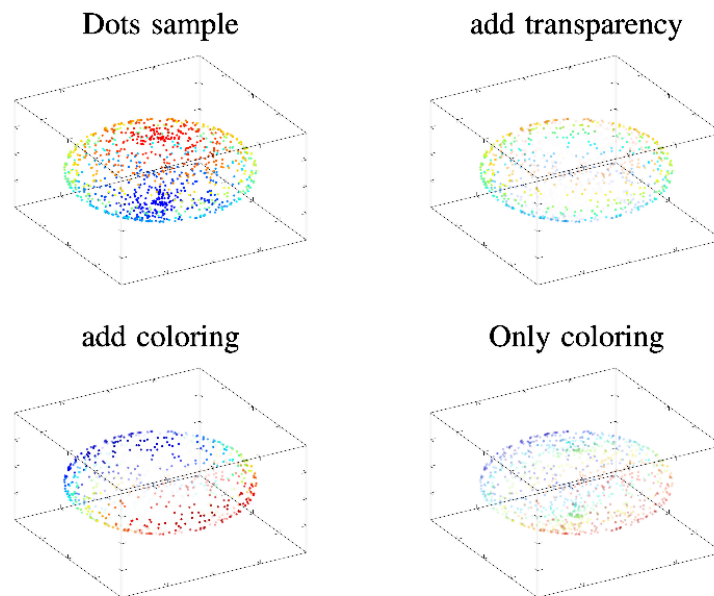 Dots sample
add transparency
add coloring
Only coloring